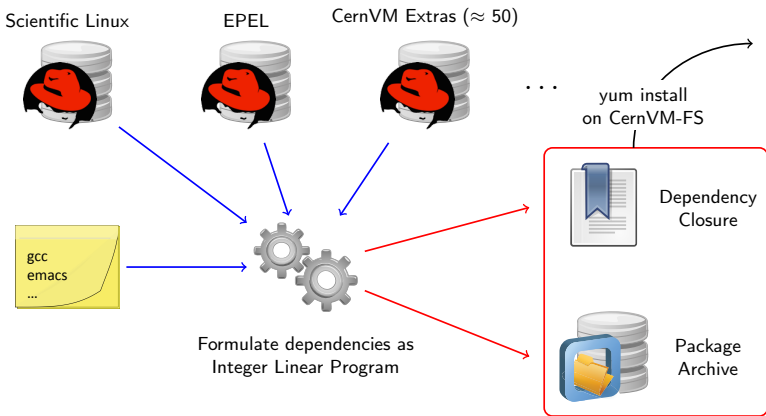 Scientific Linux
EPEL
CernVM Extras (≈ 50)
. . .
yum install
on CernVM-FS
Dependency
Closure
gcc
emacs
...
Formulate dependencies as
Integer Linear Program
Package
Archive